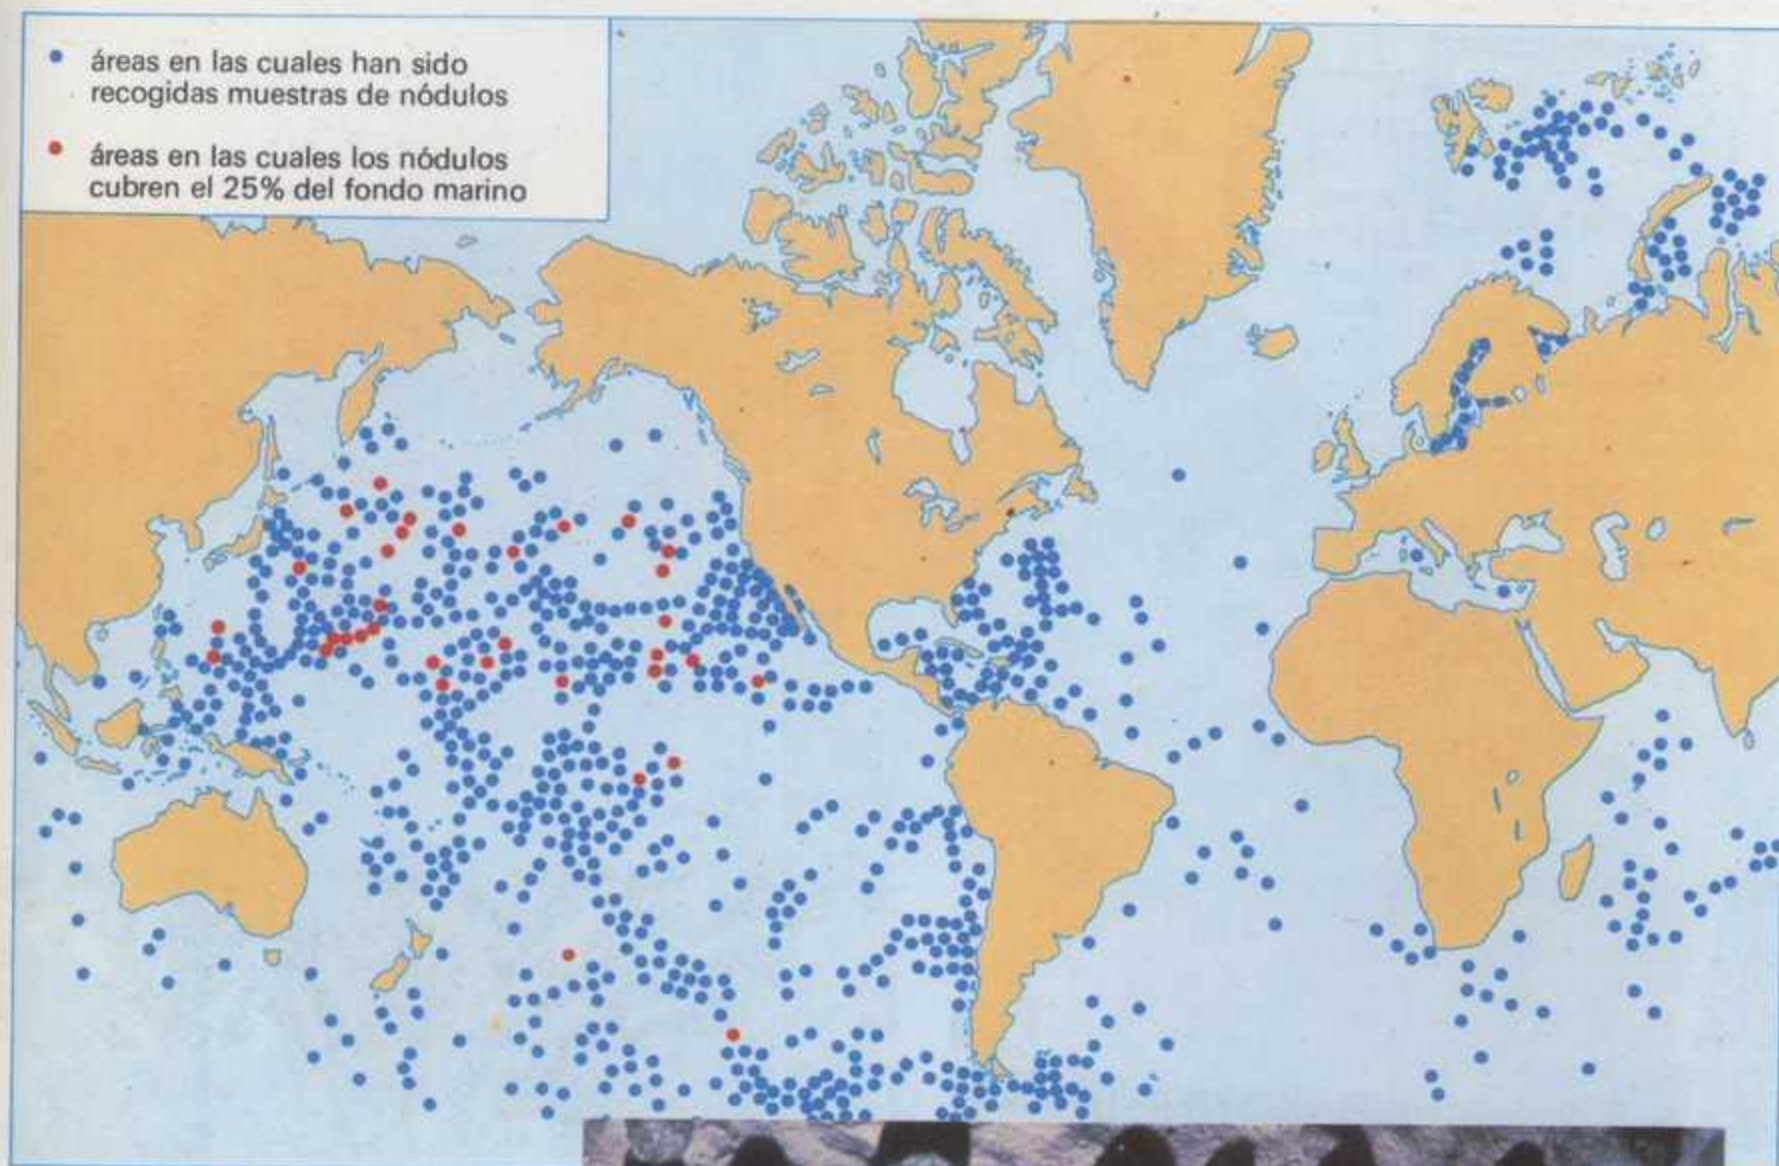 áreas en las cuales han sido
recogidas muestras de nódulos
áreas en las cuales los nódulos
cubren el 25% del fondo marino